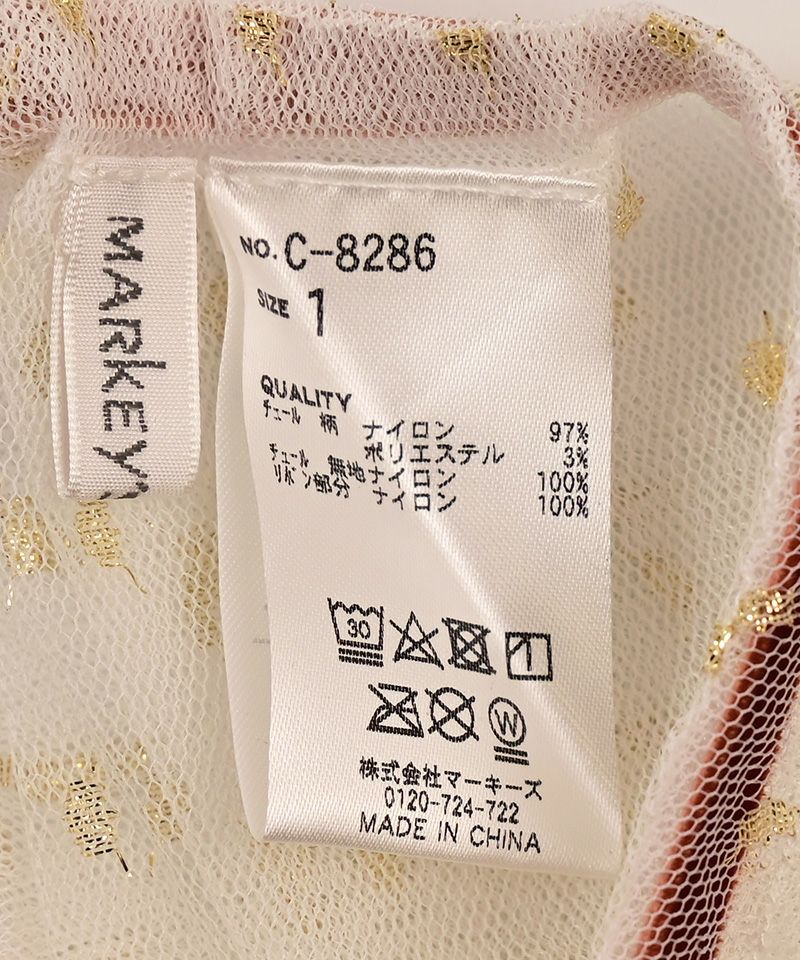 MARKEY'
NO. C-8286
SIZE 1
QUALITY
チュール 柄 ナイロン 97%
ポリエステル 3%
チュール 無地 ナイロン 100%
リボン部分 ナイロン 100%
30
1
W
株式会社マーキーズ
0120-724-722
MADE IN CHINA